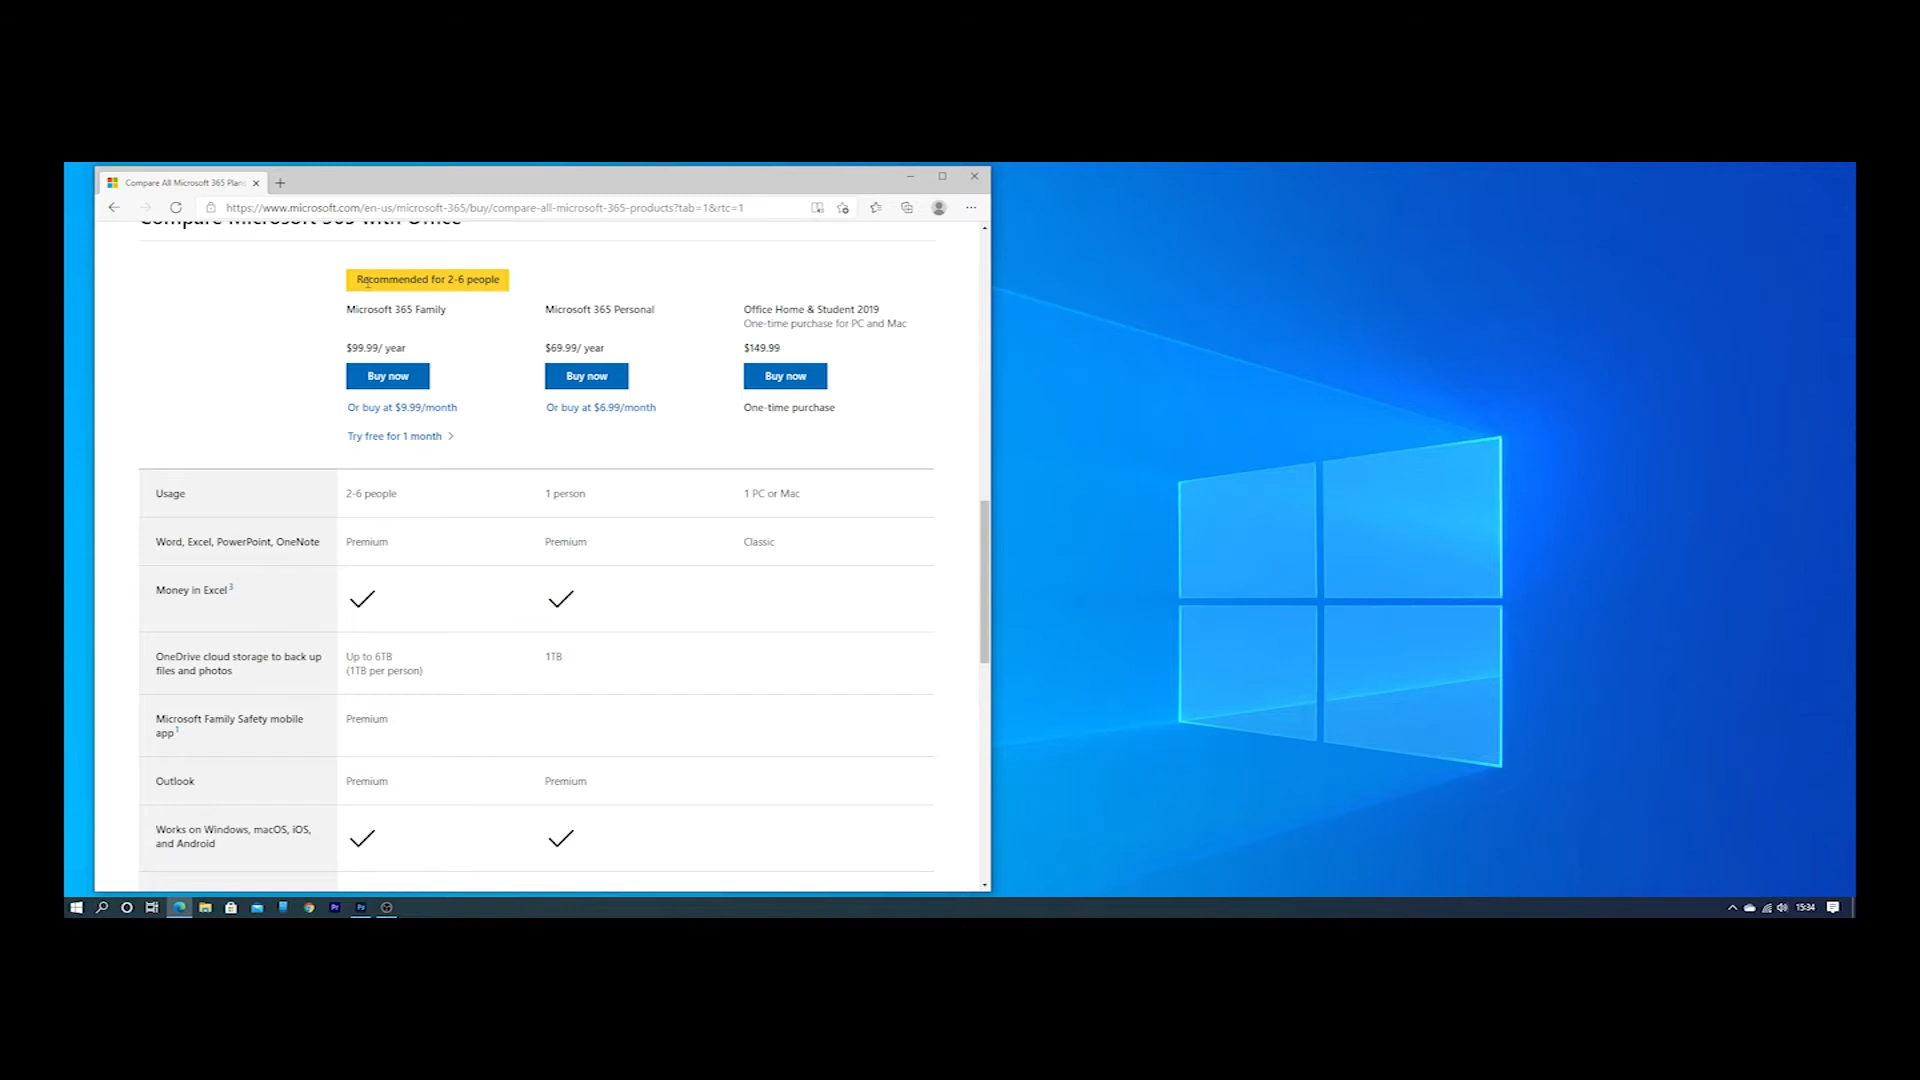 Compare All Microsoft 365 Plans
https://www.microsoft.com/en-us/microsoft-365/buy/compare-all-microsoft-365-products?tab=1&rtc=1
Compare Microsoft 365 with Office
Recommended for 2-6 people
Microsoft 365 Family
Microsoft 365 Personal
Office Home & Student 2019
One-time purchase for PC and Mac
$99.99/ year
$69.99/ year
$149.99
Buy now
Buy now
Buy now
Or buy at $9.99/month
Or buy at $6.99/month
One-time purchase
Try free for 1 month
Usage
2-6 people
1 person
1 PC or Mac
Word, Excel, PowerPoint, OneNote
Premium
Premium
Classic
Money in Excel 3
OneDrive cloud storage to back up
files and photos
Up to 6TB
(1TB per person)
1TB
Microsoft Family Safety mobile
app 1
Premium
Outlook
Premium
Premium
Works on Windows, macOS, iOS,
and Android
15:34